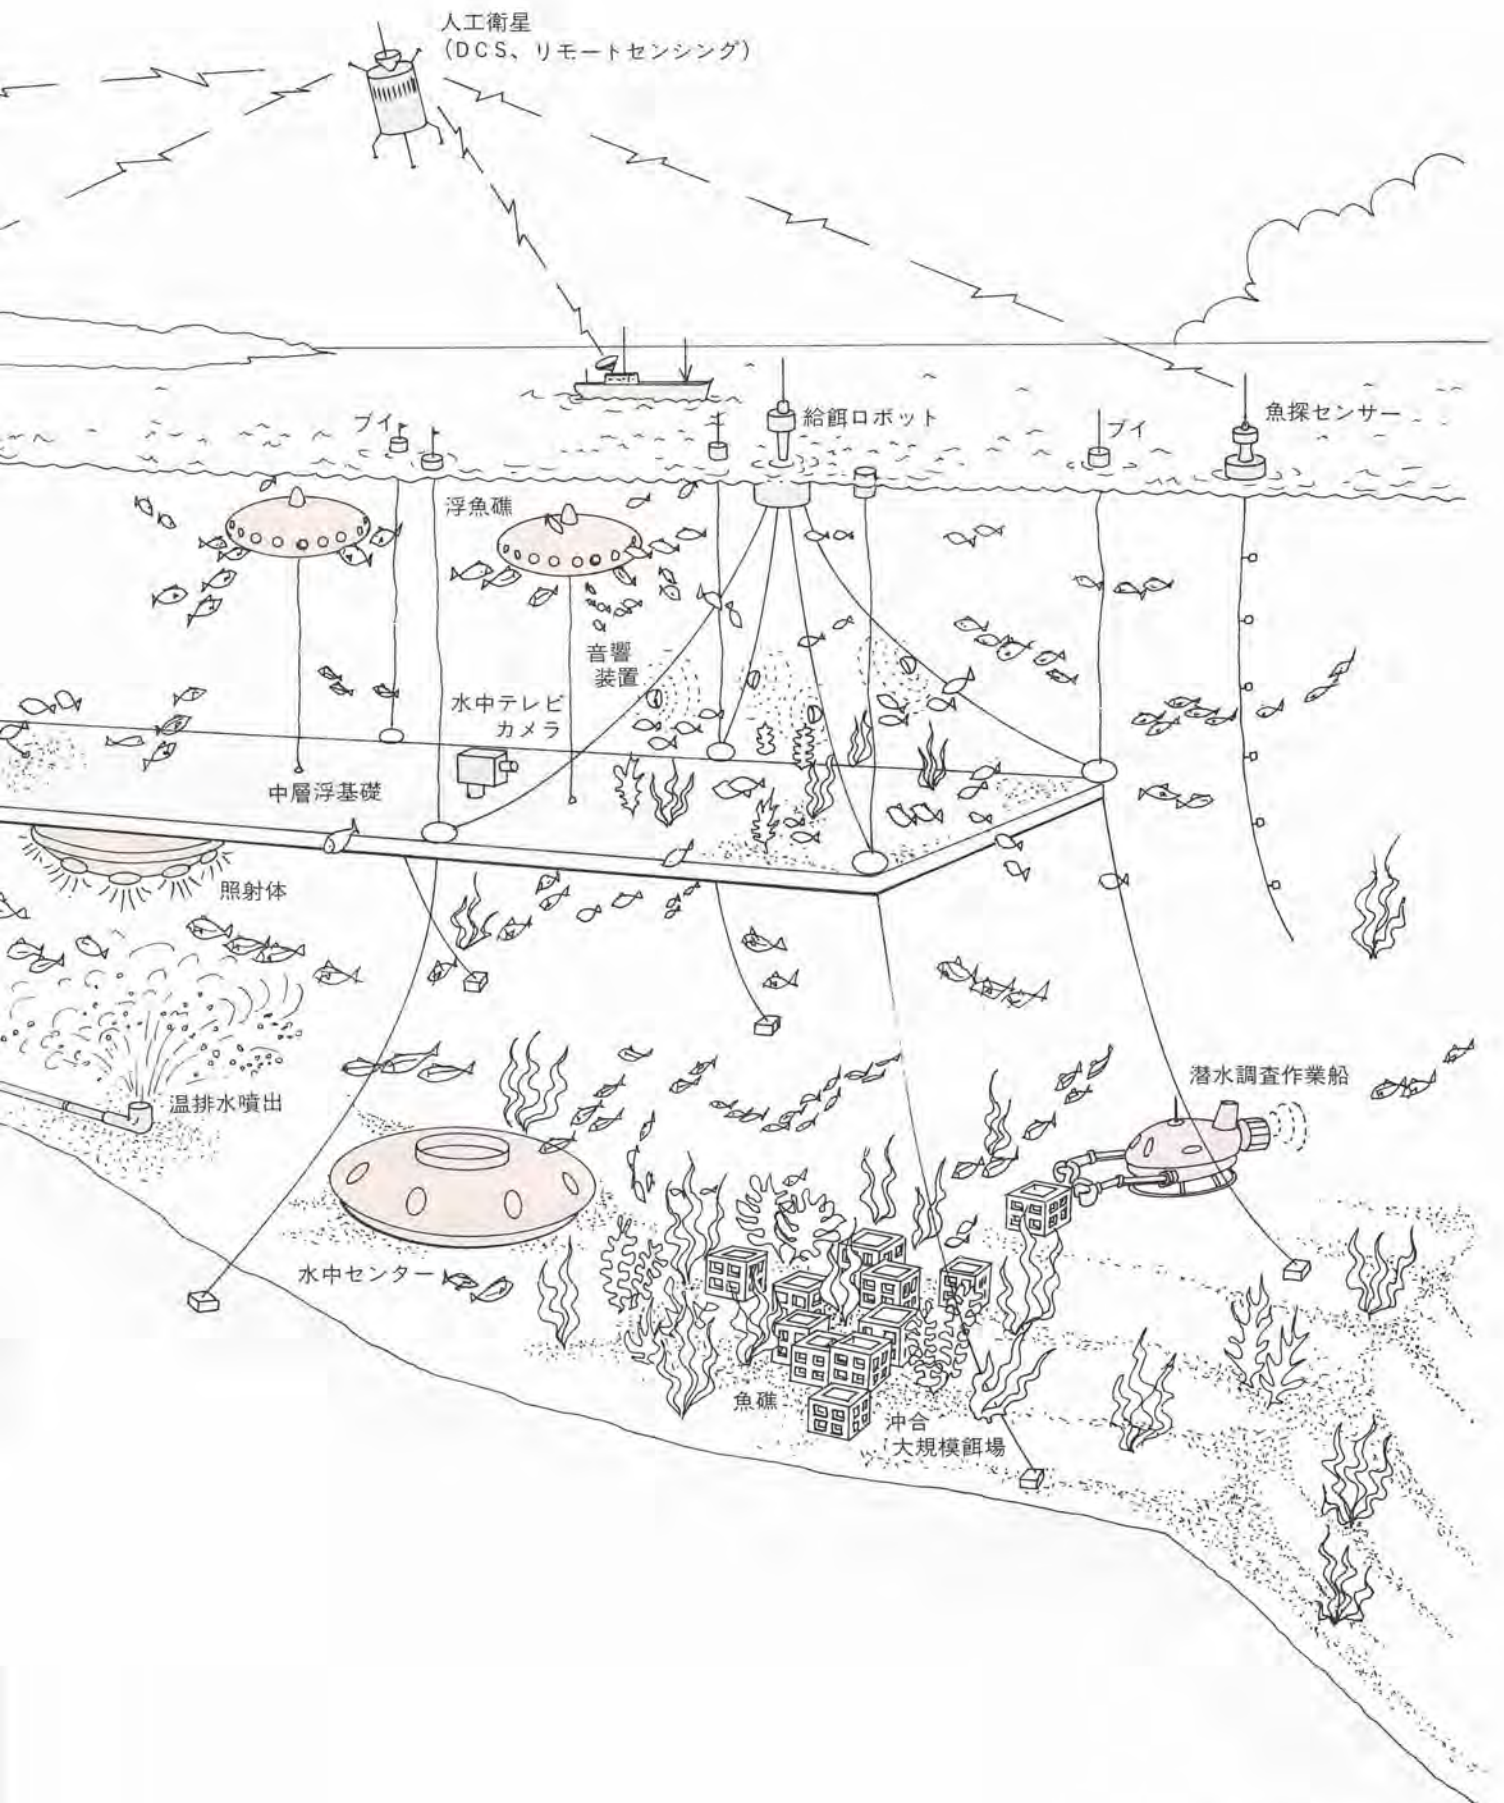 人工衛星
(DCS、リモートセンシング)
ブイ
給餌ロボット
ブイ
魚探センサー
浮魚礁
音響
装置
水中テレビ
カメラ
中層浮基礎
照射体
温排水噴出
潜水調査作業船
水中センター
魚礁
沖合
大規模餌場